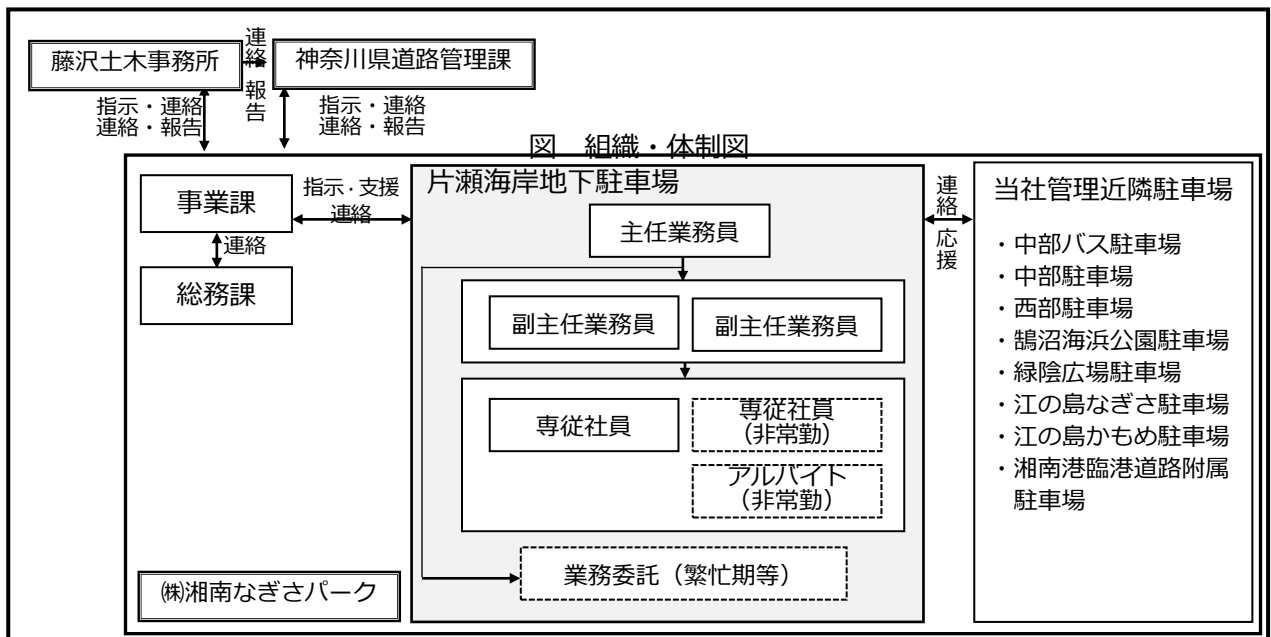 藤沢土木事務所
連絡・報告
神奈川県道路管理課
指示・連絡
連絡・報告
指示・連絡
連絡・報告
図 組織・体制図
事業課
連絡
総務課
指示・支援
連絡
片瀬海岸地下駐車場
主任業務員
副主任業務員
副主任業務員
専従社員
専従社員
(非常勤)
アルバイト
(非常勤)
業務委託(繁忙期等)
連絡
応援
当社管理近隣駐車場
・中部バス駐車場
・中部駐車場
・西部駐車場
・鵠沼海浜公園駐車場
・緑陰広場駐車場
・江の島なぎさ駐車場
・江の島かもめ駐車場
・湘南港臨港道路附属
駐車場
㈱湘南なぎさパーク